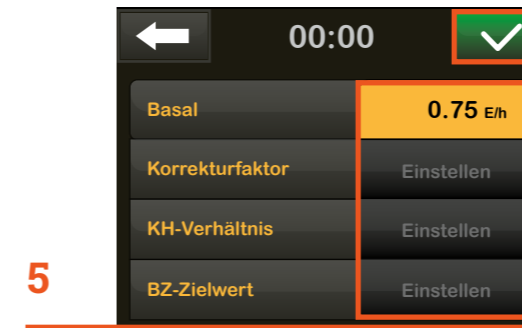 00:00
Basal 0.75 E/h
Korrekturfaktor Einstellen
KH-Verhältnis Einstellen
5
BZ-Zielwert Einstellen